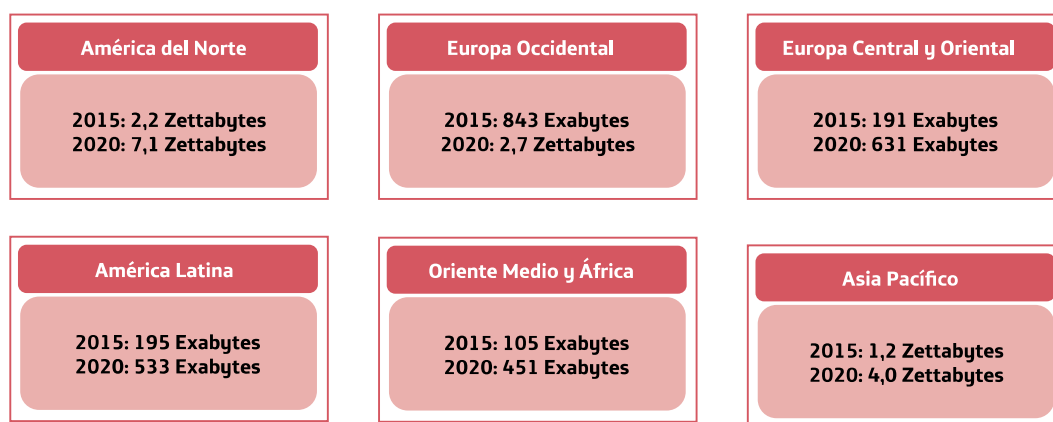 América del Norte
2015: 2,2 Zettabytes
2020: 7,1 Zettabytes
Europa Occidental
2015: 843 Exabytes
2020: 2,7 Zettabytes
Europa Central y Oriental
2015: 191 Exabytes
2020: 631 Exabytes
América Latina
2015: 195 Exabytes
2020: 533 Exabytes
Oriente Medio y África
2015: 105 Exabytes
2020: 451 Exabytes
Asia Pacífico
2015: 1,2 Zettabytes
2020: 4,0 Zettabytes